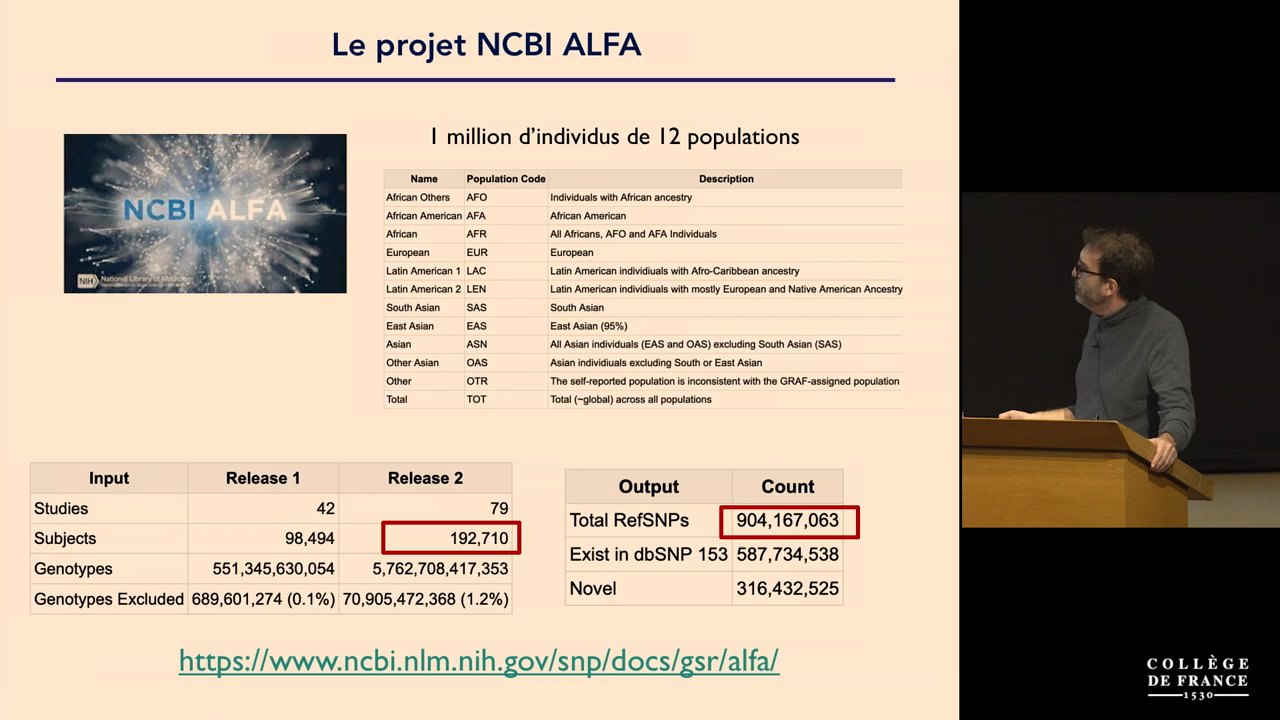 Le projet NCBI ALFA
NCBI ALFA
NIH National Library of Medicine
1 million d’individus de 12 populations
Name Population Code Description
African Others AFO Individuals with African ancestry
African American AFA African American
African AFR All Africans, AFO and AFA Individuals
European EUR European
Latin American 1 LAC Latin American individiuals with Afro-Caribbean ancestry
Latin American 2 LEN Latin American individiuals with mostly European and Native American Ancestry
South Asian SAS South Asian
East Asian EAS East Asian (95%)
Asian ASN All Asian individuals (EAS and OAS) excluding South Asian (SAS)
Other Asian OAS Asian individiuals excluding South or East Asian
Other OTR The self-reported population is inconsistent with the GRAF-assigned population
Total TOT Total (~global) across all populations
Input Release 1 Release 2
Studies 42 79
Subjects 98,494 192,710
Genotypes 551,345,630,054 5,762,708,417,353
Genotypes Excluded 689,601,274 (0.1%) 70,905,472,368 (1.2%)
Output Count
Total RefSNPs 904,167,063
Exist in dbSNP 153 587,734,538
Novel 316,432,525
https://www.ncbi.nlm.nih.gov/snp/docs/gsr/alfa/
COLLÈGE
DE FRANCE
1530